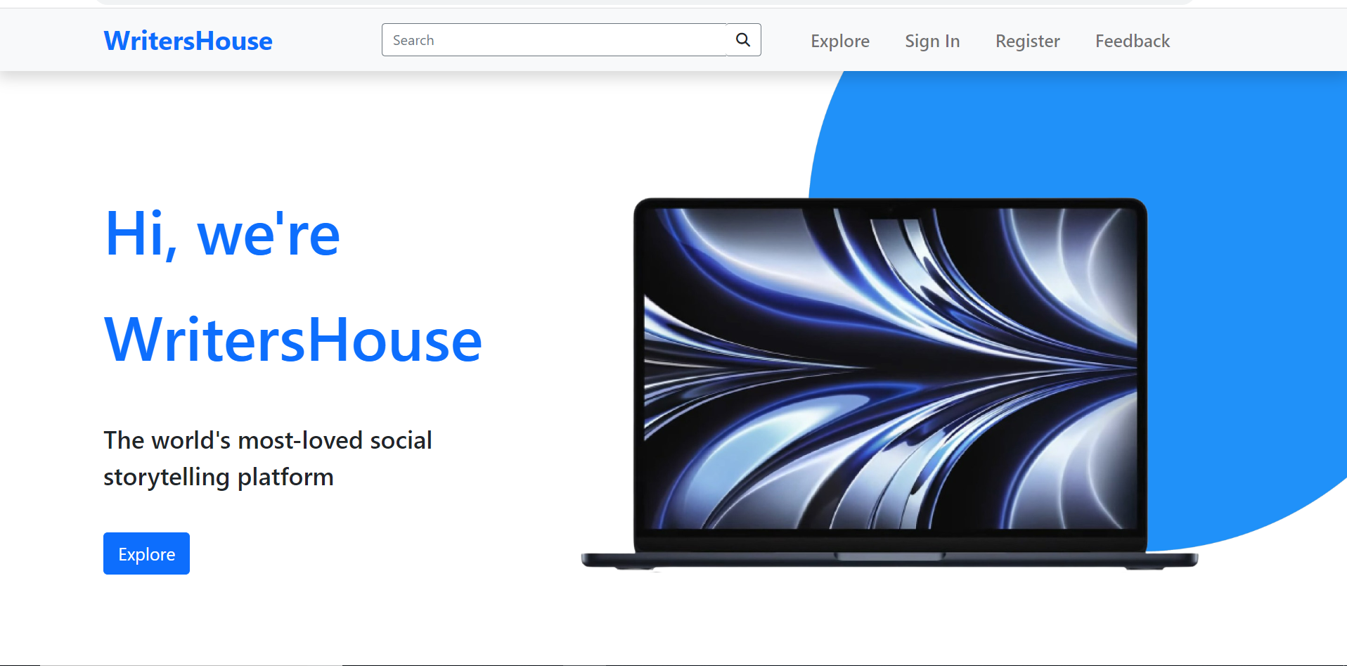 WritersHouse
Search
Explore
Sign In
Register
Feedback
Hi, we're
WritersHouse
The world's most-loved social
storytelling platform
Explore